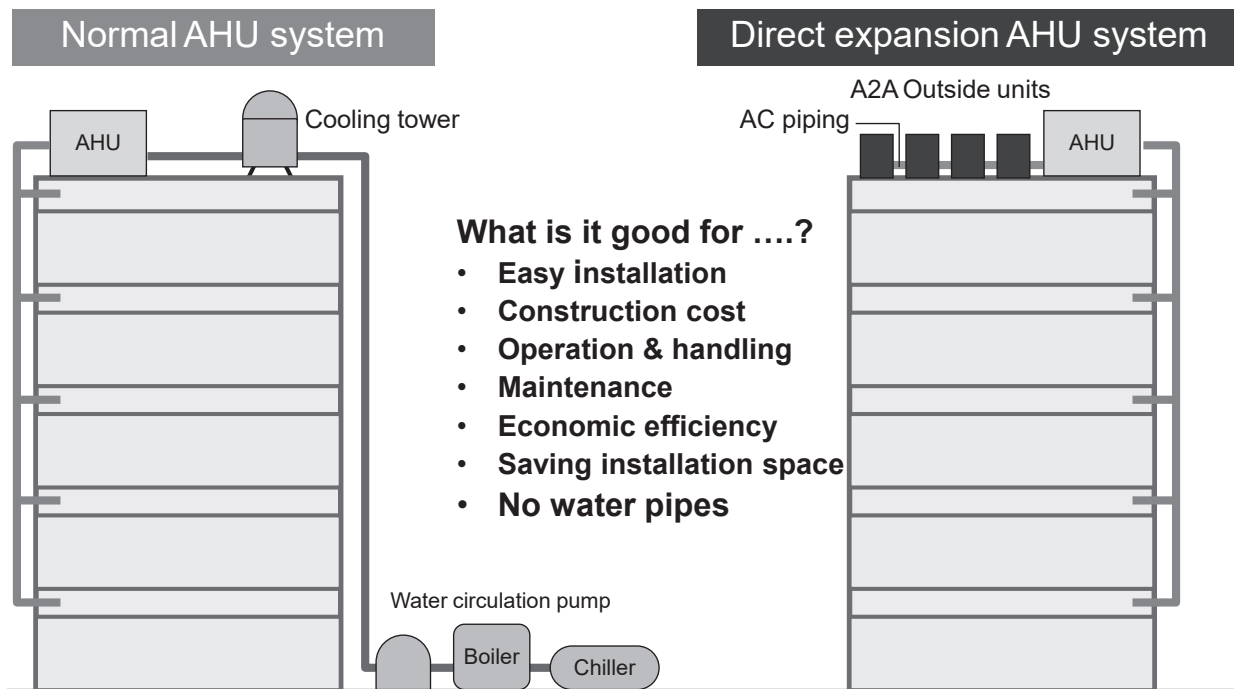 Normal AHU system
Direct expansion AHU system
A2A Outside units
AC piping
Cooling tower
AHU
AHU
What is it good for ....?
• Easy installation
• Construction cost
• Operation & handling
• Maintenance
• Economic efficiency
• Saving installation space
• No water pipes
Water circulation pump
Boiler
Chiller